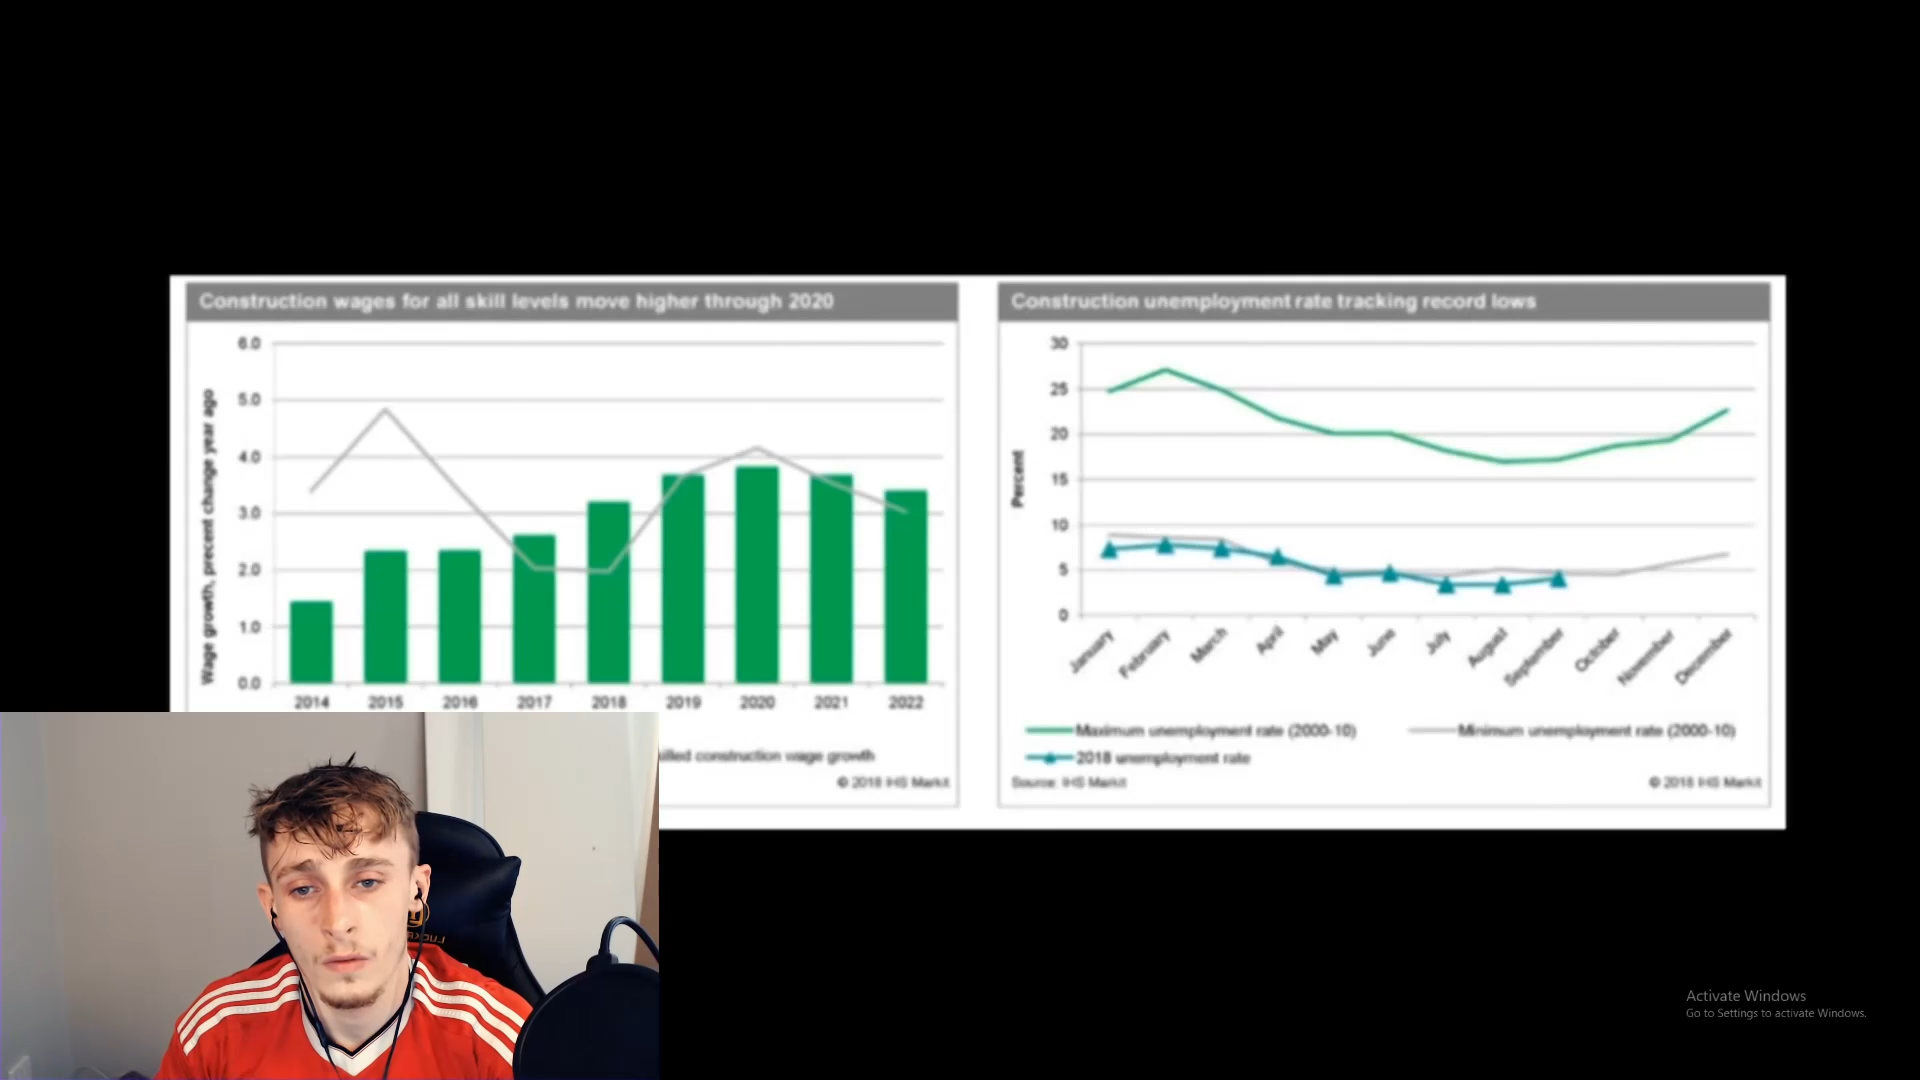 Construction wages for all skill levels move higher through 2020
Wage growth, precent change year ago
6.0
5.0
4.0
3.0
2.0
1.0
0.0
2014 2015 2016 2017 2018 2019 2020 2021 2022
construction wage growth
© 2018 IHS Markit
Construction unemployment rate tracking record lows
Percent
30
25
20
15
10
5
0
January February March April May June July August September October November December
Maximum unemployment rate (2000-10) Minimum unemployment rate (2000-10)
2018 unemployment rate
Source: IHS Markit © 2018 IHS Markit
Activate Windows
Go to Settings to activate Windows.